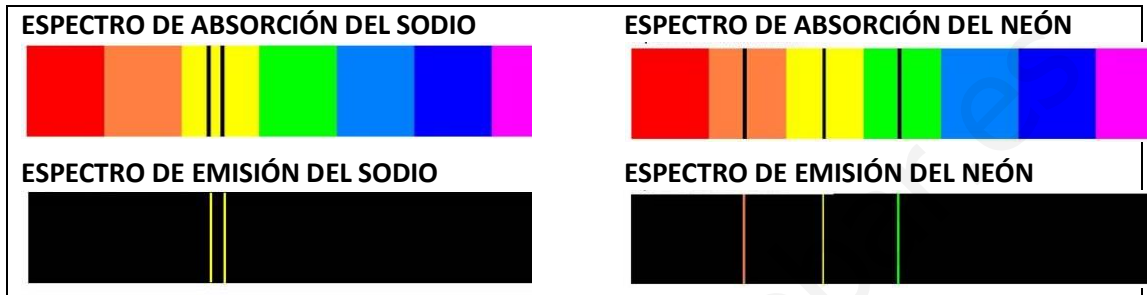 ESPECTRO DE ABSORCIÓN DEL SODIO
ESPECTRO DE ABSORCIÓN DEL NEÓN
ESPECTRO DE EMISIÓN DEL SODIO
ESPECTRO DE EMISIÓN DEL NEÓN